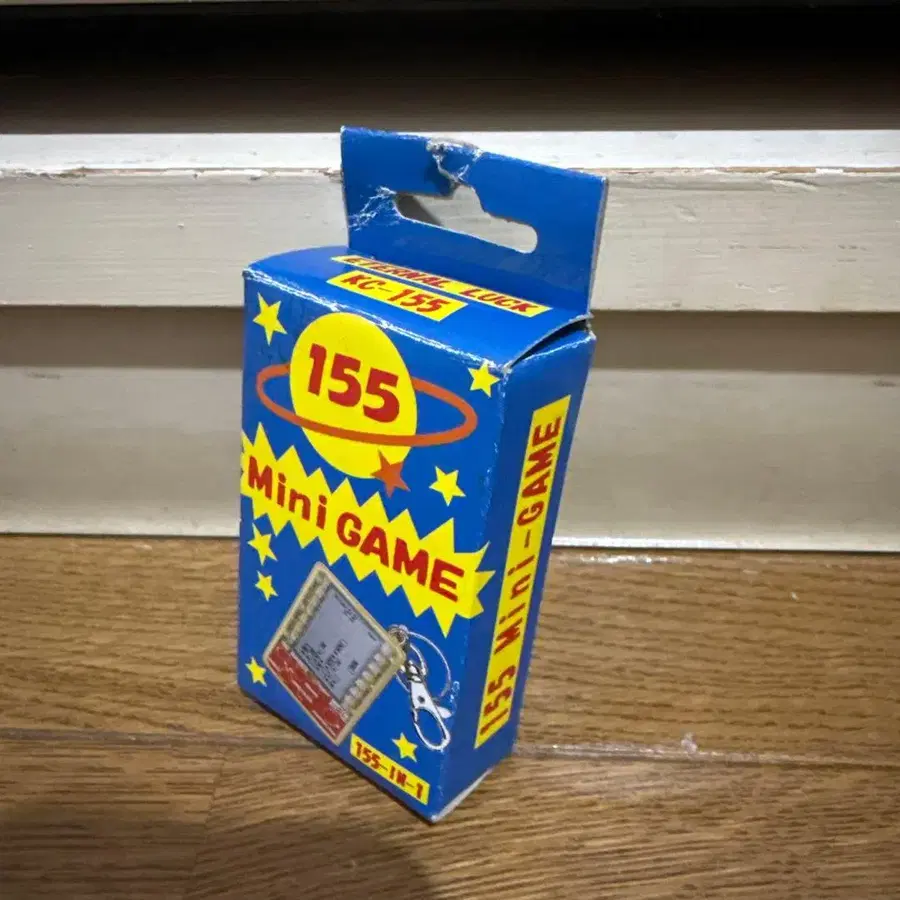 ETERNAL LUCK
KC-155
155
Mini GAME
155-IN-1
155 Mini-GAME